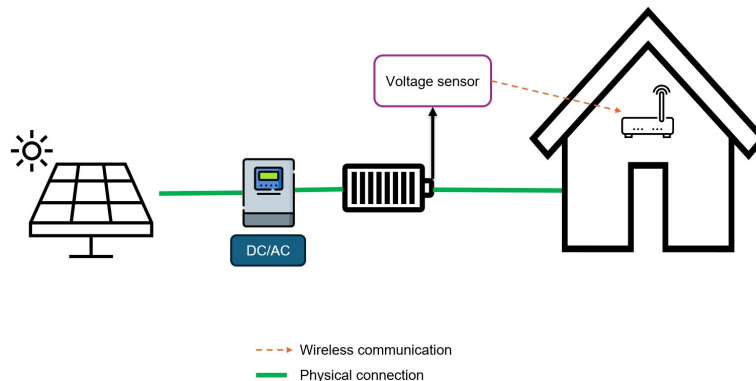 Voltage sensor
DC/AC
Wireless communication
Physical connection